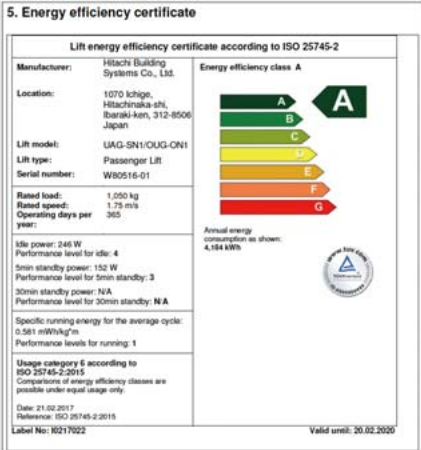 5. Energy efficiency certificate
Lift energy efficiency certificate according to ISO 25745-2
Manufacturer: Hitachi Building
Systems Co., Ltd.
Location: 1070 Ichige,
Hitachinaka-shi,
Ibaraki-ken, 312-8506
Japan
Lift model: UAG-SN1/OUG-ON1
Lift type: Passenger Lift
Serial number: W80516-01
Rated load: 1,050 kg
Rated speed: 1.75 m/s
Operating days per 365
year:
Idle power: 246 W
Performance level for idle: 4
5min standby power: 152 W
Performance level for 5min standby: 3
30min standby power: N/A
Performance level for 30min standby: N/A
Specific running energy for the average cycle:
0.581 mWh/kg*m
Performance levels for running: 1
Usage category 6 according to
ISO 25745-2:2015
Comparisons of energy efficiency classes are
possible under equal usage only.
Date: 21.02.2017
Reference: ISO 25745-2:2015
Energy efficiency class A
A
A
B
C
D
E
F
G
Annual energy
consumption as shown:
4,184 kWh
www.tuv.com
Label No: I0217022
Valid until: 20.02.2020